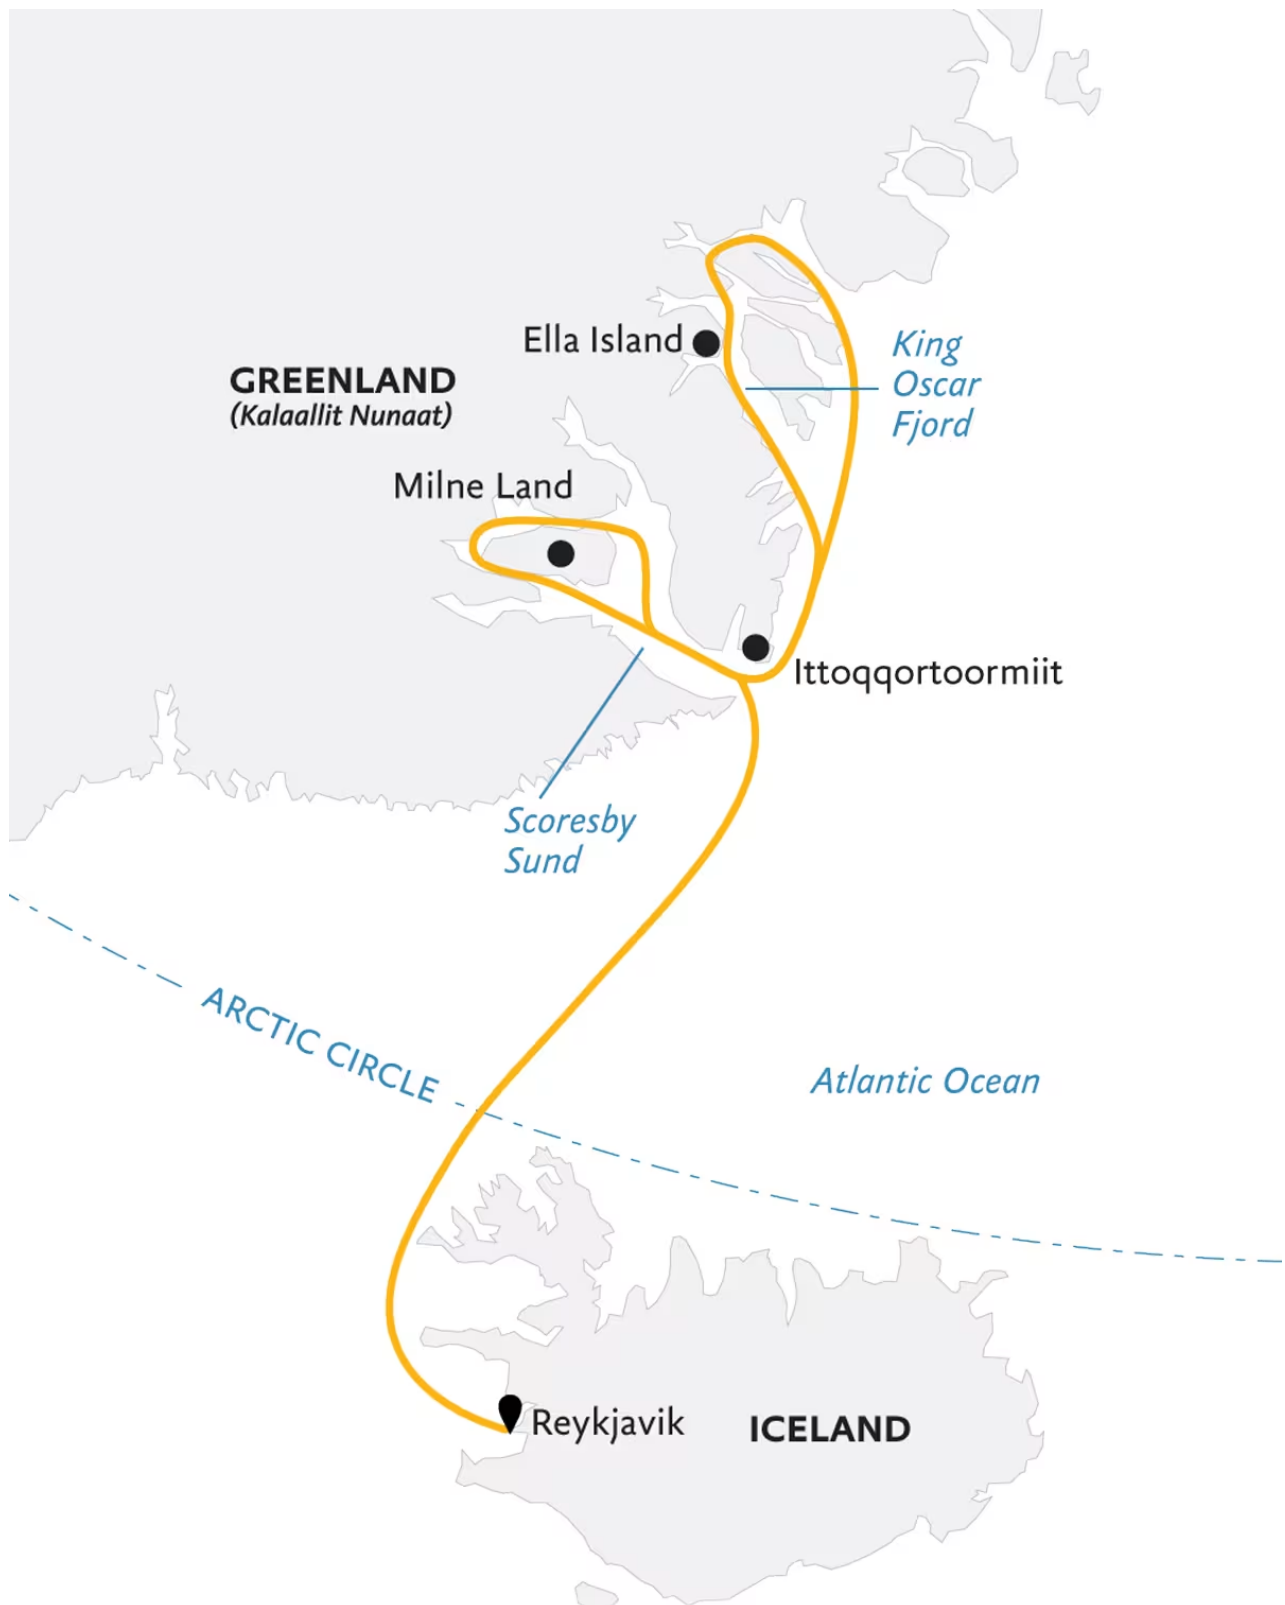 Ella Island
King
Oscar
Fjord
GREENLAND
(Kalaallit Nunaat)
Milne Land
Ittoqqortoormiit
Scoresby
Sund
ARCTIC CIRCLE
Atlantic Ocean
Reykjavik
ICELAND